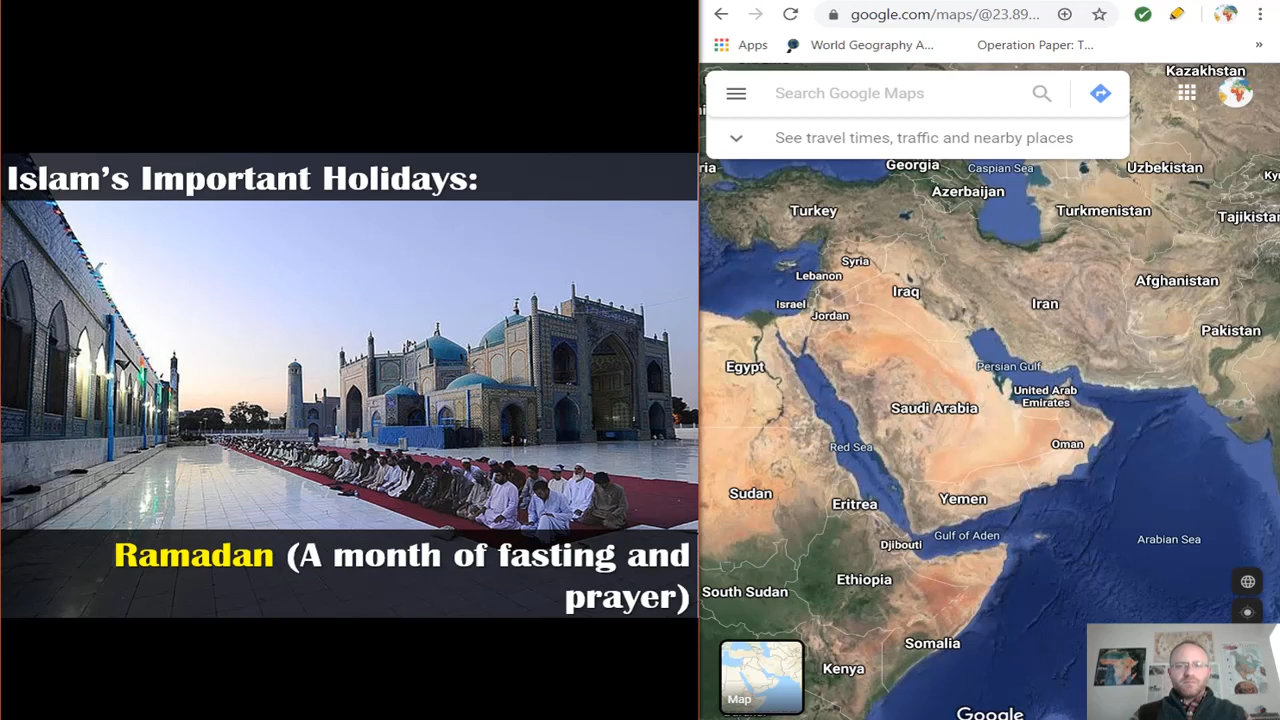 Islam's Important Holidays:
Ramadan (A month of fasting and
prayer)
google.com/maps/@23.89...
Apps
World Geography A...
Operation Paper: T...
»
Search Google Maps
See travel times, traffic and nearby places
Kazakhstan
Georgia
Caspian Sea
Uzbekistan
Azerbaijan
Turkey
Turkmenistan
Syria
Lebanon
Afghanistan
Iraq
Iran
Israel
Jordan
Pakistan
Egypt
Persian Gulf
United Arab
Emirates
Saudi Arabia
Oman
Red Sea
Sudan
Yemen
Eritrea
Gulf of Aden
Djibouti
Arabian Sea
Ethiopia
South Sudan
Somalia
Kenya
Map
Google